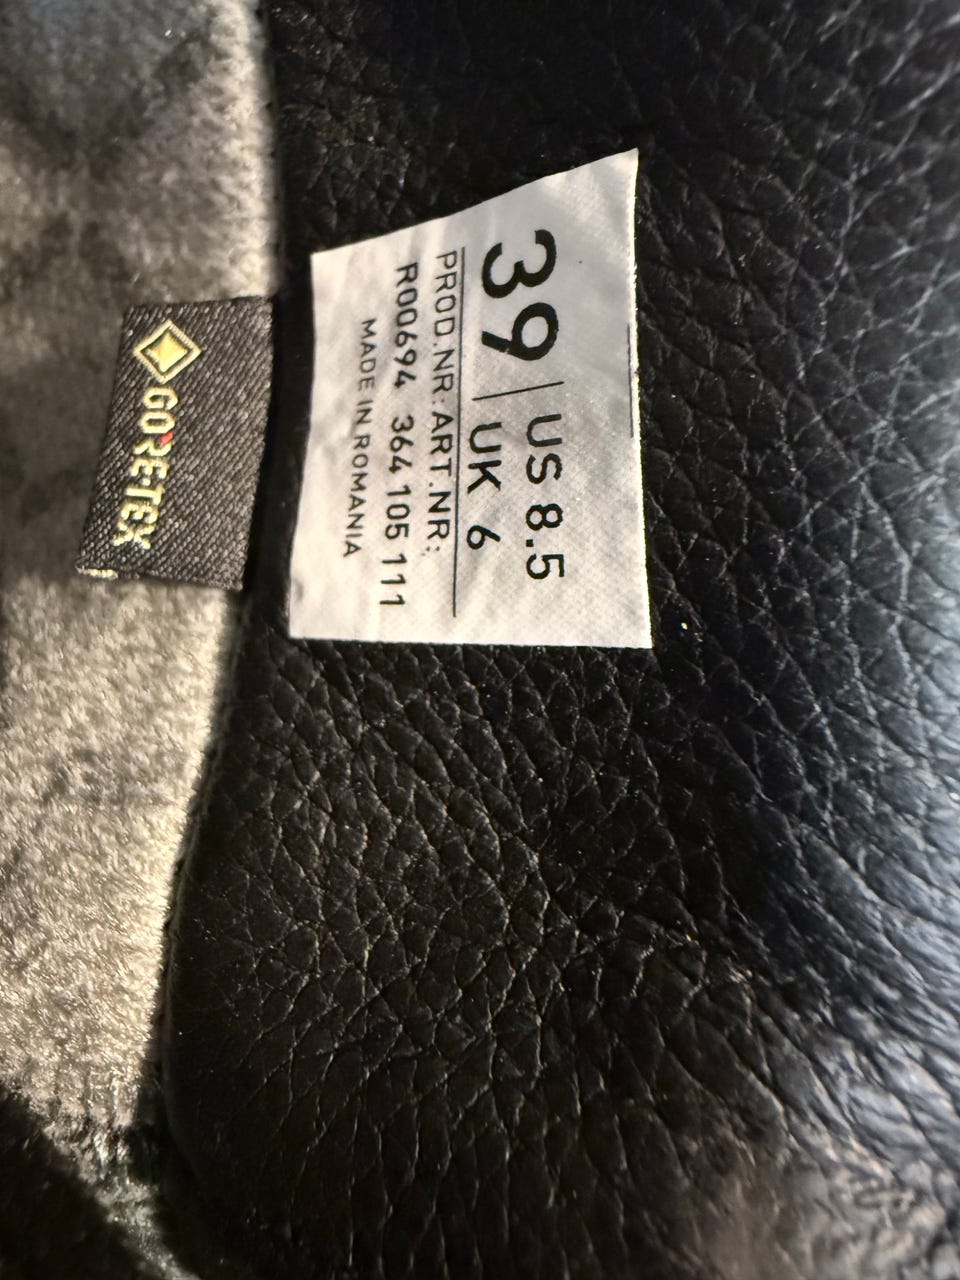 39 | US 8.5
UK 6
PROD.NR: ART.NR:
R00694 364 105 111
MADE IN ROMANIA
GORE-TEX